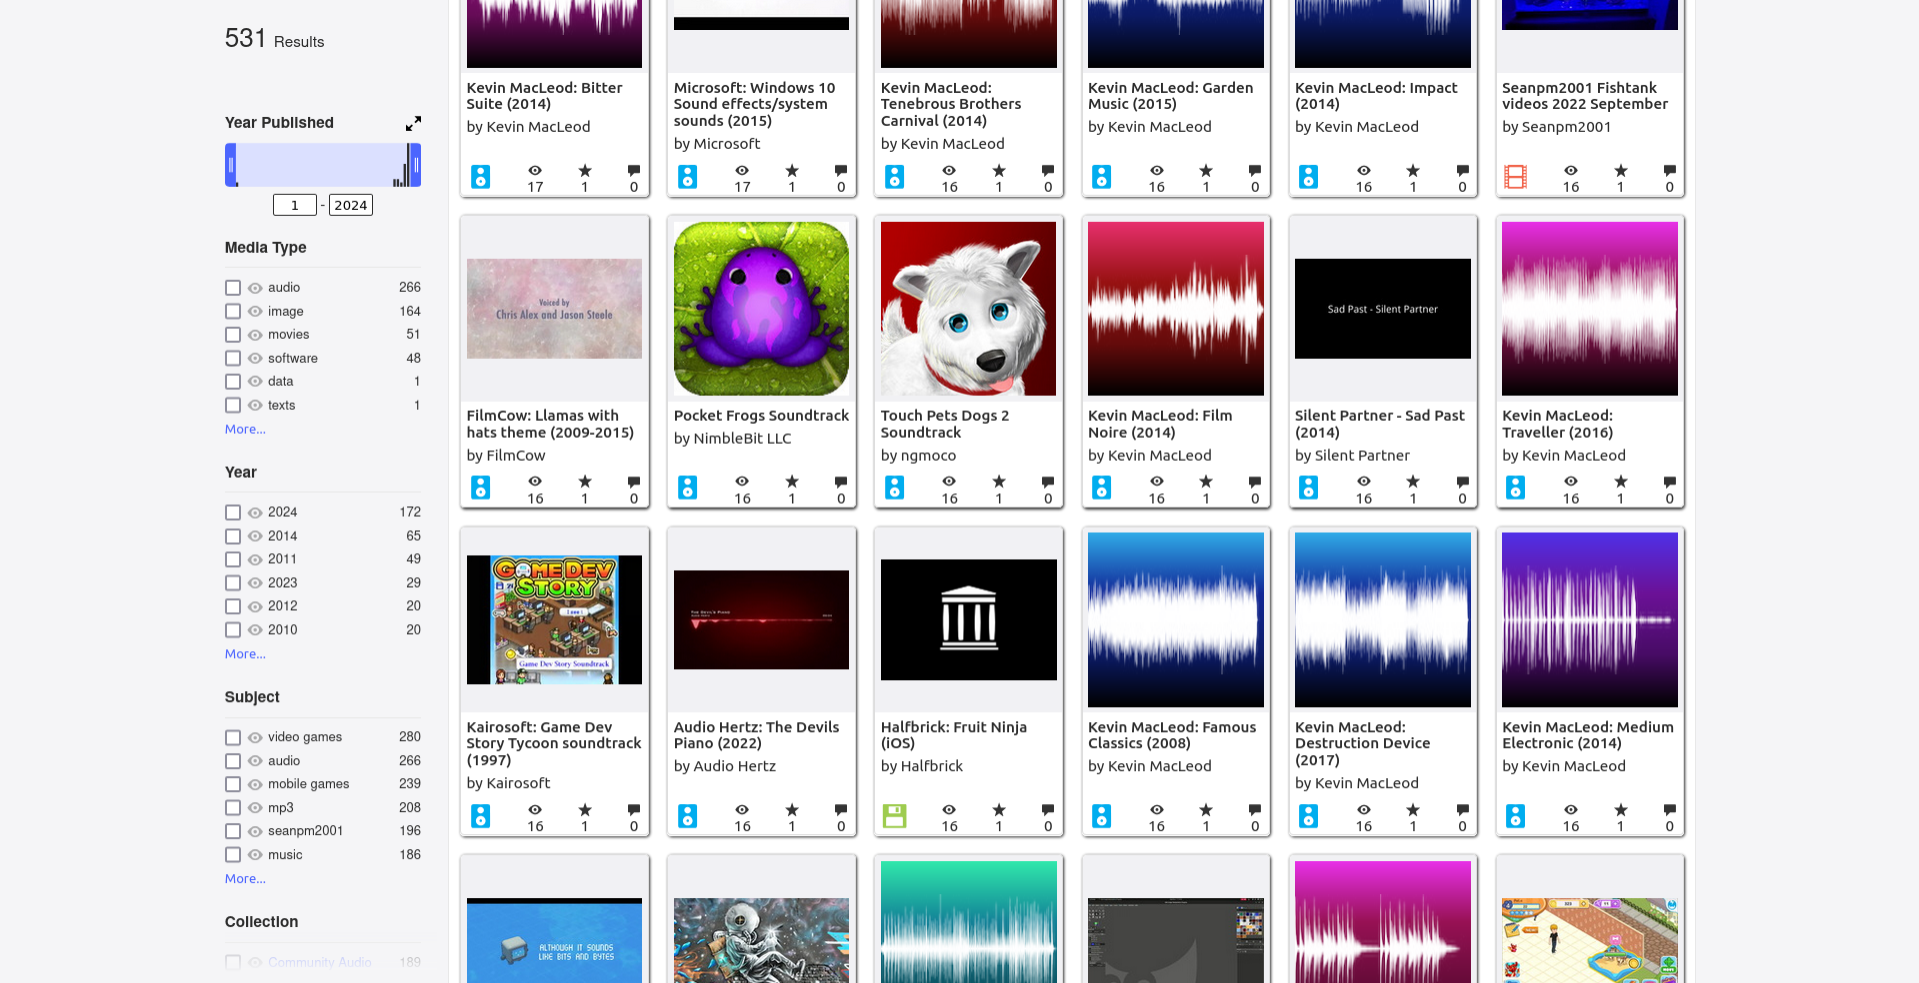 531 Results
Year Published
1 - 2024
Media Type
audio 266
image 164
movies 51
software 48
data 1
texts 1
More...
Year
2024 172
2014 65
2011 49
2023 29
2012 20
2010 20
More...
Subject
video games 280
audio 266
mobile games 239
mp3 208
seanpm2001 196
music 186
More...
Collection
Community Audio 189
Kevin MacLeod: Bitter
Suite (2014)
by Kevin MacLeod
17 1 0
Microsoft: Windows 10
Sound effects/system
sounds (2015)
by Microsoft
17 1 0
Kevin MacLeod:
Tenebrous Brothers
Carnival (2014)
by Kevin MacLeod
16 1 0
Kevin MacLeod: Garden
Music (2015)
by Kevin MacLeod
16 1 0
Kevin MacLeod: Impact
(2014)
by Kevin MacLeod
16 1 0
Seanpm2001 Fishtank
videos 2022 September
by Seanpm2001
16 1 0
Voiced by
Chris Alex and Jason Steele
FilmCow: Llamas with
hats theme (2009-2015)
by FilmCow
16 1 0
Pocket Frogs Soundtrack
by NimbleBit LLC
16 1 0
Touch Pets Dogs 2
Soundtrack
by ngmoco
16 1 0
Kevin MacLeod: Film
Noire (2014)
by Kevin MacLeod
16 1 0
Sad Past - Silent Partner
Silent Partner - Sad Past
(2014)
by Silent Partner
16 1 0
Kevin MacLeod:
Traveller (2016)
by Kevin MacLeod
16 1 0
GAME DEV
STORY
Game Dev Story Soundtrack
Kairosoft: Game Dev
Story Tycoon soundtrack
(1997)
by Kairosoft
16 1 0
THE DEVIL'S PIANO
Audio Hertz: The Devils
Piano (2022)
by Audio Hertz
16 1 0
Halfbrick: Fruit Ninja
(iOS)
by Halfbrick
16 1 0
Kevin MacLeod: Famous
Classics (2008)
by Kevin MacLeod
16 1 0
Kevin MacLeod:
Destruction Device
(2017)
by Kevin MacLeod
16 1 0
Kevin MacLeod: Medium
Electronic (2014)
by Kevin MacLeod
16 1 0
ALTHOUGH IT SOUNDS
LIKE BITS AND BYTES